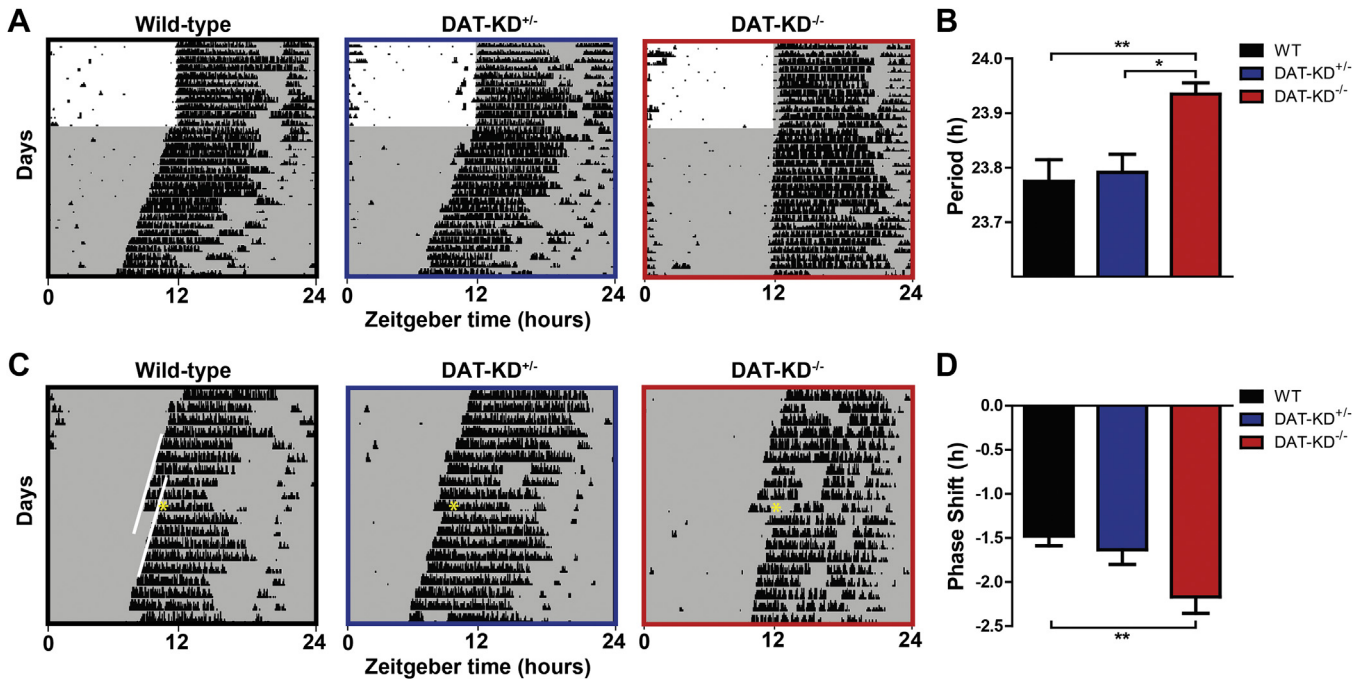 A
Wild-type
DAT-KD+/-
DAT-KD-/-
Days
0 12 24
0 12 24
0 12 24
Zeitgeber time (hours)
B
WT
DAT-KD+/-
DAT-KD-/-
**
*
24.0
23.9
23.8
23.7
Period (h)
C
Wild-type
DAT-KD+/-
DAT-KD-/-
Days
*
*
*
0 12 24
0 12 24
0 12 24
Zeitgeber time (hours)
D
WT
DAT-KD+/-
DAT-KD-/-
0.0
-0.5
-1.0
-1.5
-2.0
-2.5
Phase Shift (h)
**